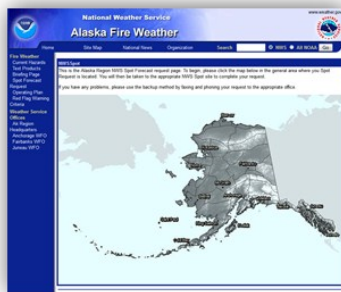 www.weather.gov
National Weather Service
Alaska Fire Weather
Home Site Map National News Organization Search NWS All NOAA Go
Fire Weather
Current Hazards
Text Products
Briefing Page
Spot Forecast
Request
Operating Plan
Red Flag Warning
Criteria
Weather Service
Offices
Ak Region
Headquarters
Anchorage WFO
Fairbanks WFO
Juneau WFO
NWSSpot
This is the Alaska Region NWS Spot Forecast request page. To begin, please click the map below in the general area where you Spot
Request is located. You will then be taken to the appropriate NWS Spot site to complete your request.
If you have any problems, please use the backup method by faxing and phoning your request to the appropriate office.